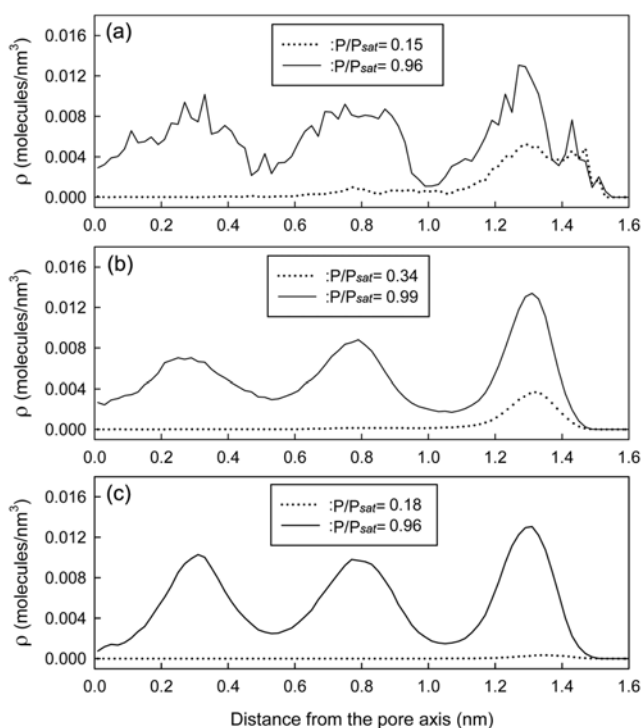 (a)
:P/Psat= 0.15
:P/Psat= 0.96
0.016
0.012
0.008
0.004
0.000
ρ (molecules/nm³)
0.0 0.2 0.4 0.6 0.8 1.0 1.2 1.4 1.6
(b)
:P/Psat= 0.34
:P/Psat= 0.99
0.016
0.012
0.008
0.004
0.000
ρ (molecules/nm³)
0.0 0.2 0.4 0.6 0.8 1.0 1.2 1.4 1.6
(c)
:P/Psat= 0.18
:P/Psat= 0.96
0.016
0.012
0.008
0.004
0.000
ρ (molecules/nm³)
0.0 0.2 0.4 0.6 0.8 1.0 1.2 1.4 1.6
Distance from the pore axis (nm)